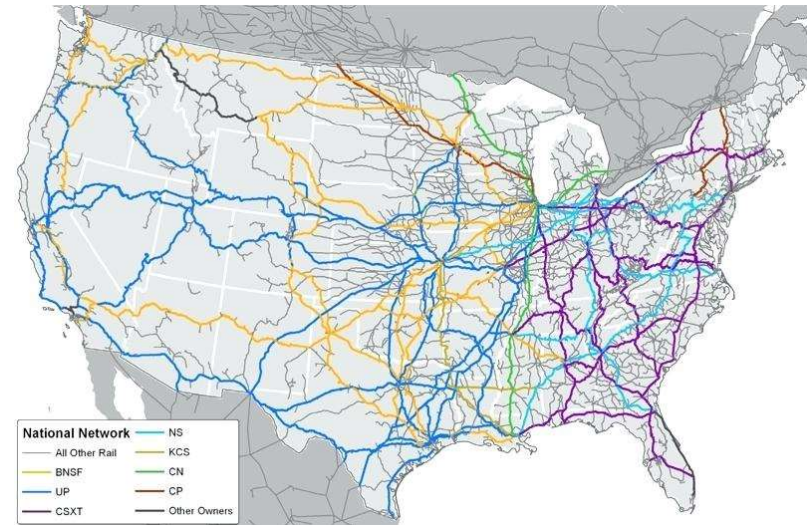 National Network
All Other Rail
BNSF
UP
CSXT
NS
KCS
CN
CP
Other Owners